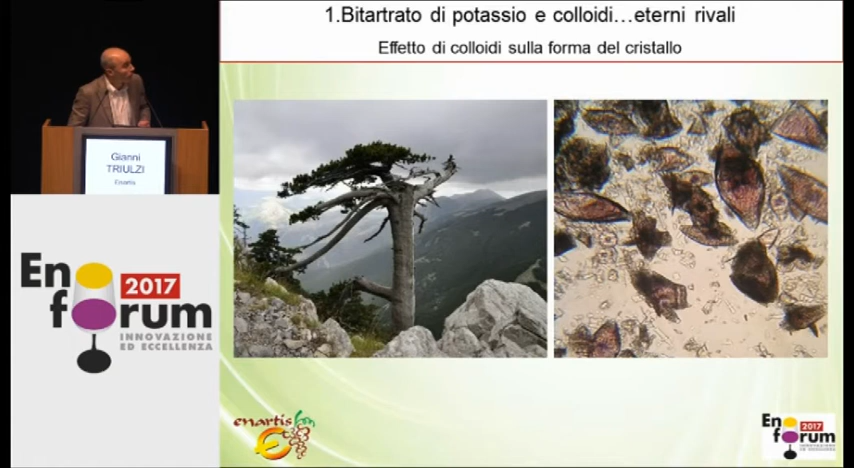 1.Bitartrato di potassio e colloidi…eterni rivali
Effetto di colloidi sulla forma del cristallo
Gianni
TRIULZI
Enartis
En
2017
forum
INNOVAZIONE
ED ECCELLENZA
enartis
En
2017
forum